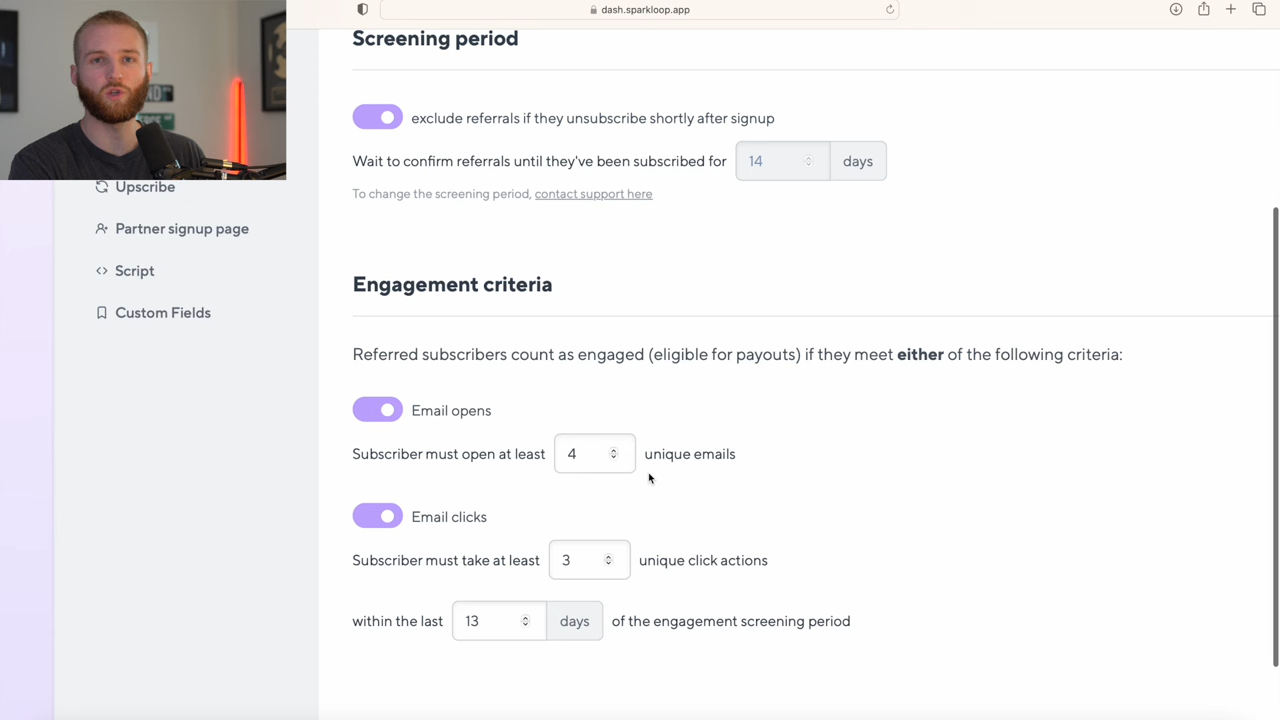 dash.sparkloop.app
Screening period
exclude referrals if they unsubscribe shortly after signup
Wait to confirm referrals until they've been subscribed for 14 days
To change the screening period, contact support here
Upscribe
Partner signup page
Script
Custom Fields
Engagement criteria
Referred subscribers count as engaged (eligible for payouts) if they meet either of the following criteria:
Email opens
Subscriber must open at least 4 unique emails
Email clicks
Subscriber must take at least 3 unique click actions
within the last 13 days of the engagement screening period